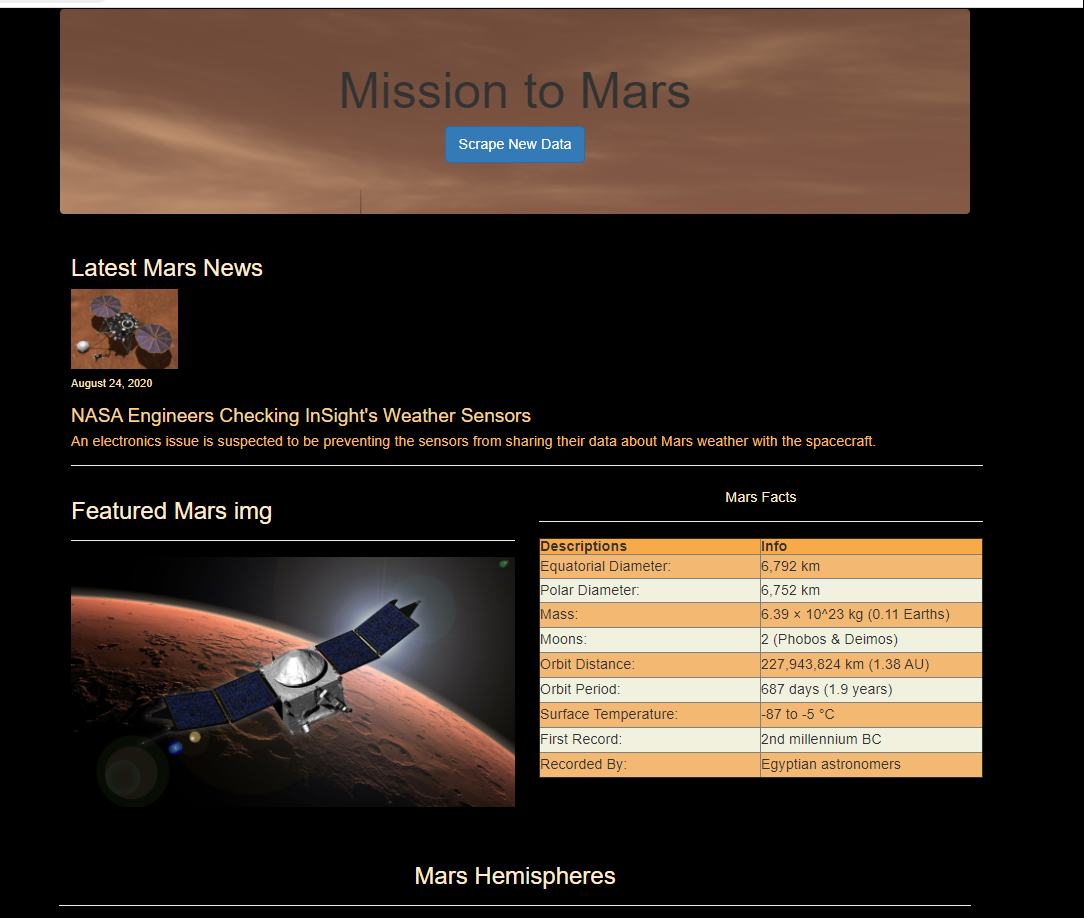 Mission to Mars
Scrape New Data
Latest Mars News
August 24, 2020
NASA Engineers Checking InSight's Weather Sensors
An electronics issue is suspected to be preventing the sensors from sharing their data about Mars weather with the spacecraft.
Featured Mars img
Mars Facts
Descriptions Info
Equatorial Diameter: 6,792 km
Polar Diameter: 6,752 km
Mass: 6.39 × 10^23 kg (0.11 Earths)
Moons: 2 (Phobos & Deimos)
Orbit Distance: 227,943,824 km (1.38 AU)
Orbit Period: 687 days (1.9 years)
Surface Temperature: -87 to -5 °C
First Record: 2nd millennium BC
Recorded By: Egyptian astronomers
Mars Hemispheres